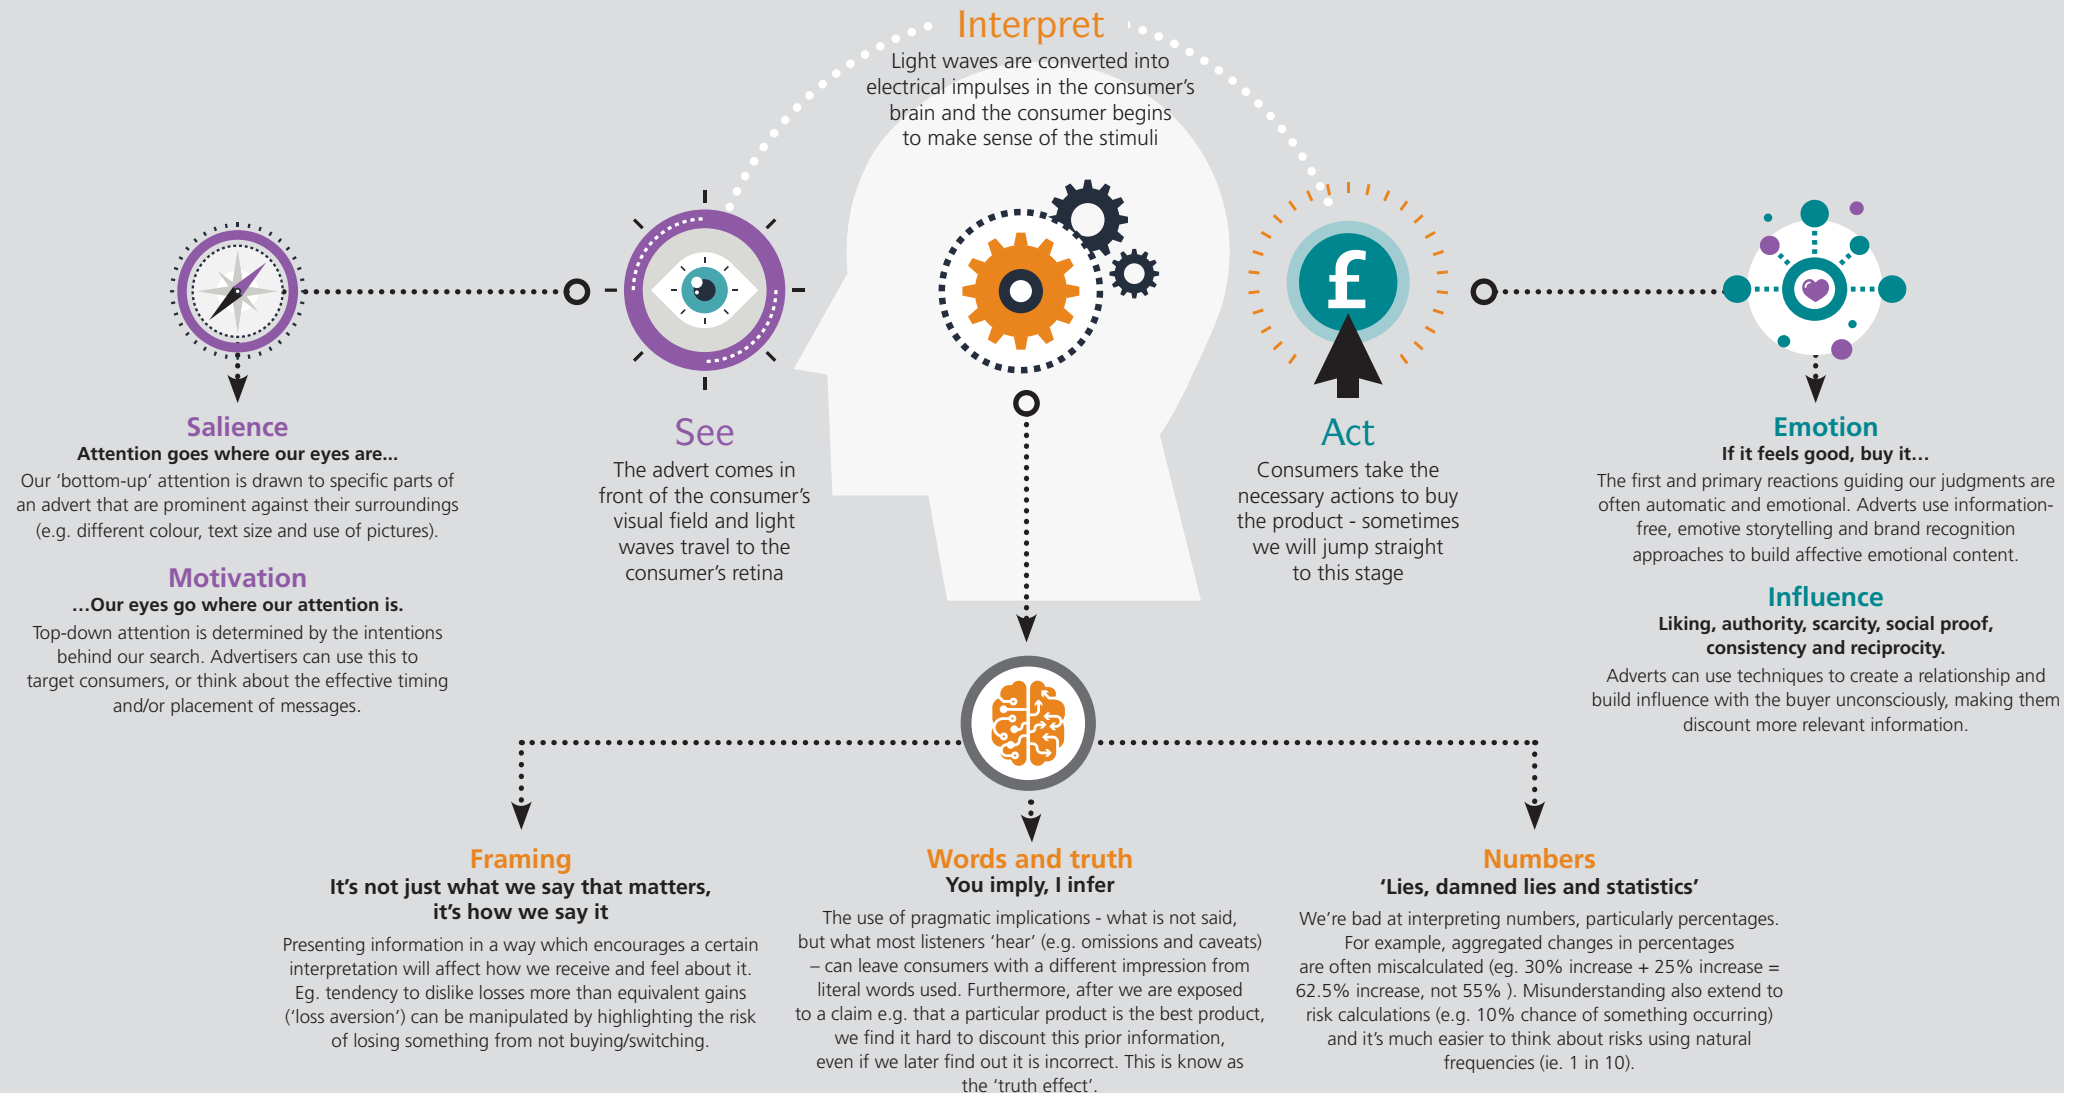 Interpret
Light waves are converted into
electrical impulses in the consumer’s
brain and the consumer begins
to make sense of the stimuli
£
Salience
Attention goes where our eyes are...
Our ‘bottom-up’ attention is drawn to specific parts of
an advert that are prominent against their surroundings
(e.g. different colour, text size and use of pictures).
Motivation
...Our eyes go where our attention is.
Top-down attention is determined by the intentions
behind our search. Advertisers can use this to
target consumers, or think about the effective timing
and/or placement of messages.
See
The advert comes in
front of the consumer’s
visual field and light
waves travel to the
consumer’s retina
Act
Consumers take the
necessary actions to buy
the product - sometimes
we will jump straight
to this stage
Emotion
If it feels good, buy it...
The first and primary reactions guiding our judgments are
often automatic and emotional. Adverts use information-
free, emotive storytelling and brand recognition
approaches to build affective emotional content.
Influence
Liking, authority, scarcity, social proof,
consistency and reciprocity.
Adverts can use techniques to create a relationship and
build influence with the buyer unconsciously, making them
discount more relevant information.
Framing
It’s not just what we say that matters,
it’s how we say it
Presenting information in a way which encourages a certain
interpretation will affect how we receive and feel about it.
Eg. tendency to dislike losses more than equivalent gains
(‘loss aversion’) can be manipulated by highlighting the risk
of losing something from not buying/switching.
Words and truth
You imply, I infer
The use of pragmatic implications - what is not said,
but what most listeners ‘hear’ (e.g. omissions and caveats)
– can leave consumers with a different impression from
literal words used. Furthermore, after we are exposed
to a claim e.g. that a particular product is the best product,
we find it hard to discount this prior information,
even if we later find out it is incorrect. This is know as
the ‘truth effect’.
Numbers
‘Lies, damned lies and statistics’
We’re bad at interpreting numbers, particularly percentages.
For example, aggregated changes in percentages
are often miscalculated (eg. 30% increase + 25% increase =
62.5% increase, not 55% ). Misunderstanding also extend to
risk calculations (e.g. 10% chance of something occurring)
and it’s much easier to think about risks using natural
frequencies (ie. 1 in 10).